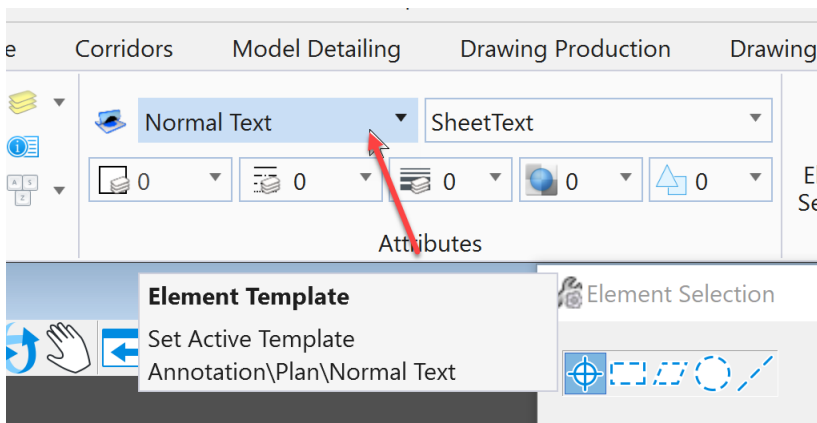 e Corridors Model Detailing Drawing Production Drawing
Normal Text SheetText
0 0 0 0 0
Attributes
Element Template
Set Active Template
Annotation\Plan\Normal Text
Element Selection